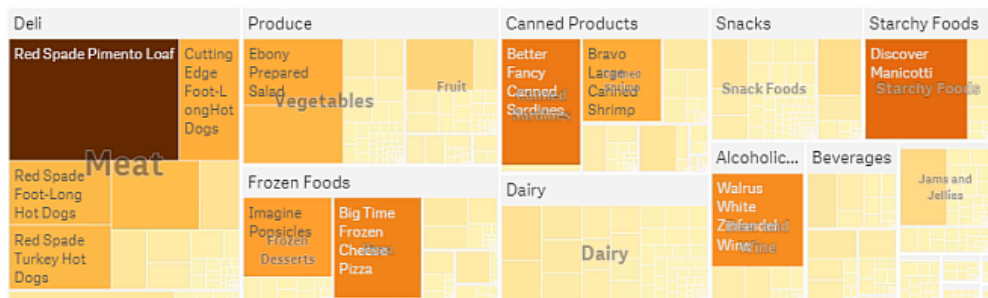 Deli
Red Spade Pimento Loaf
Cutting
Edge
Foot-L
ongHot
Dogs
Meat
Red Spade
Foot-Long
Hot Dogs
Red Spade
Turkey Hot
Dogs
Produce
Ebony
Prepared
Salad
Vegetables
Fruit
Frozen Foods
Imagine
Popsicles
Frozen
Desserts
Big Time
Frozen
Cheese
Pizza
Canned Products
Better
Fancy
Canned
Sardines
Bravo
Large
Canned
Shrimp
Canned
Shrimp
Dairy
Dairy
Snacks
Snack Foods
Starchy Foods
Discover
Manicotti
Starchy Foods
Alcoholic...
Walrus
White
Zinfandel
Wine
Wine
Beverages
Jams and
Jellies